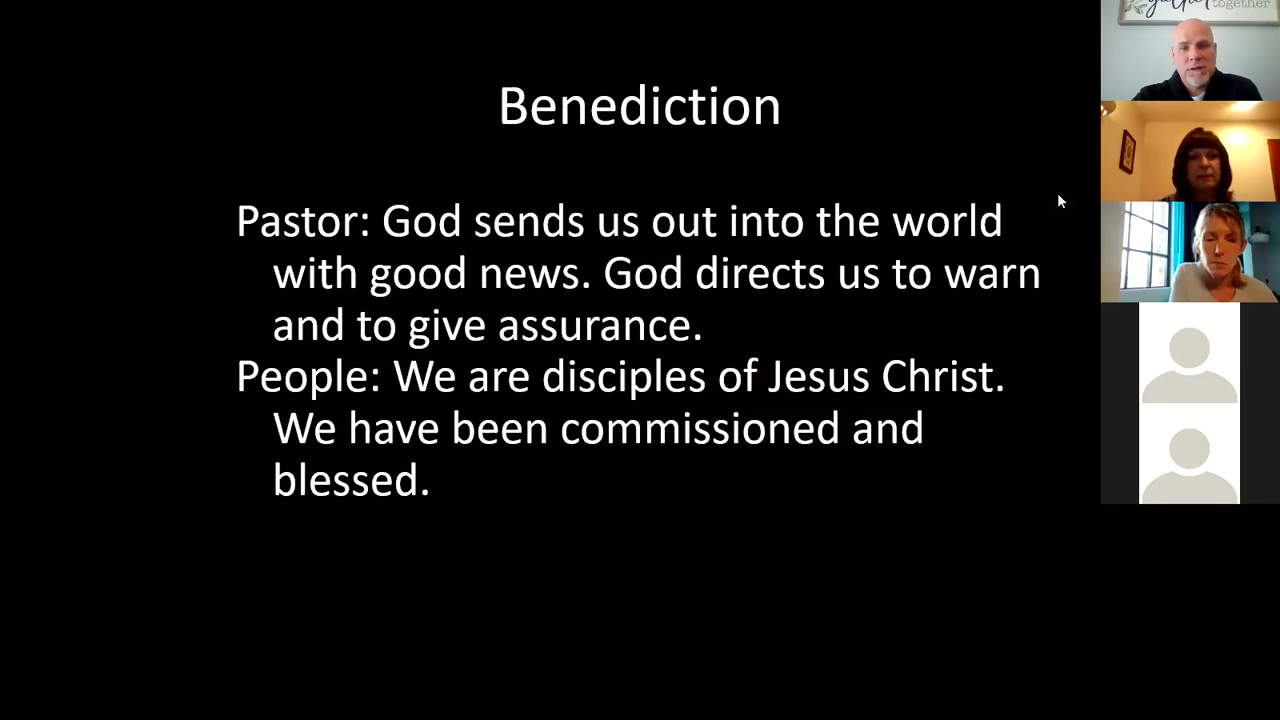 together
Benediction
Pastor: God sends us out into the world
with good news. God directs us to warn
and to give assurance.
People: We are disciples of Jesus Christ.
We have been commissioned and
blessed.